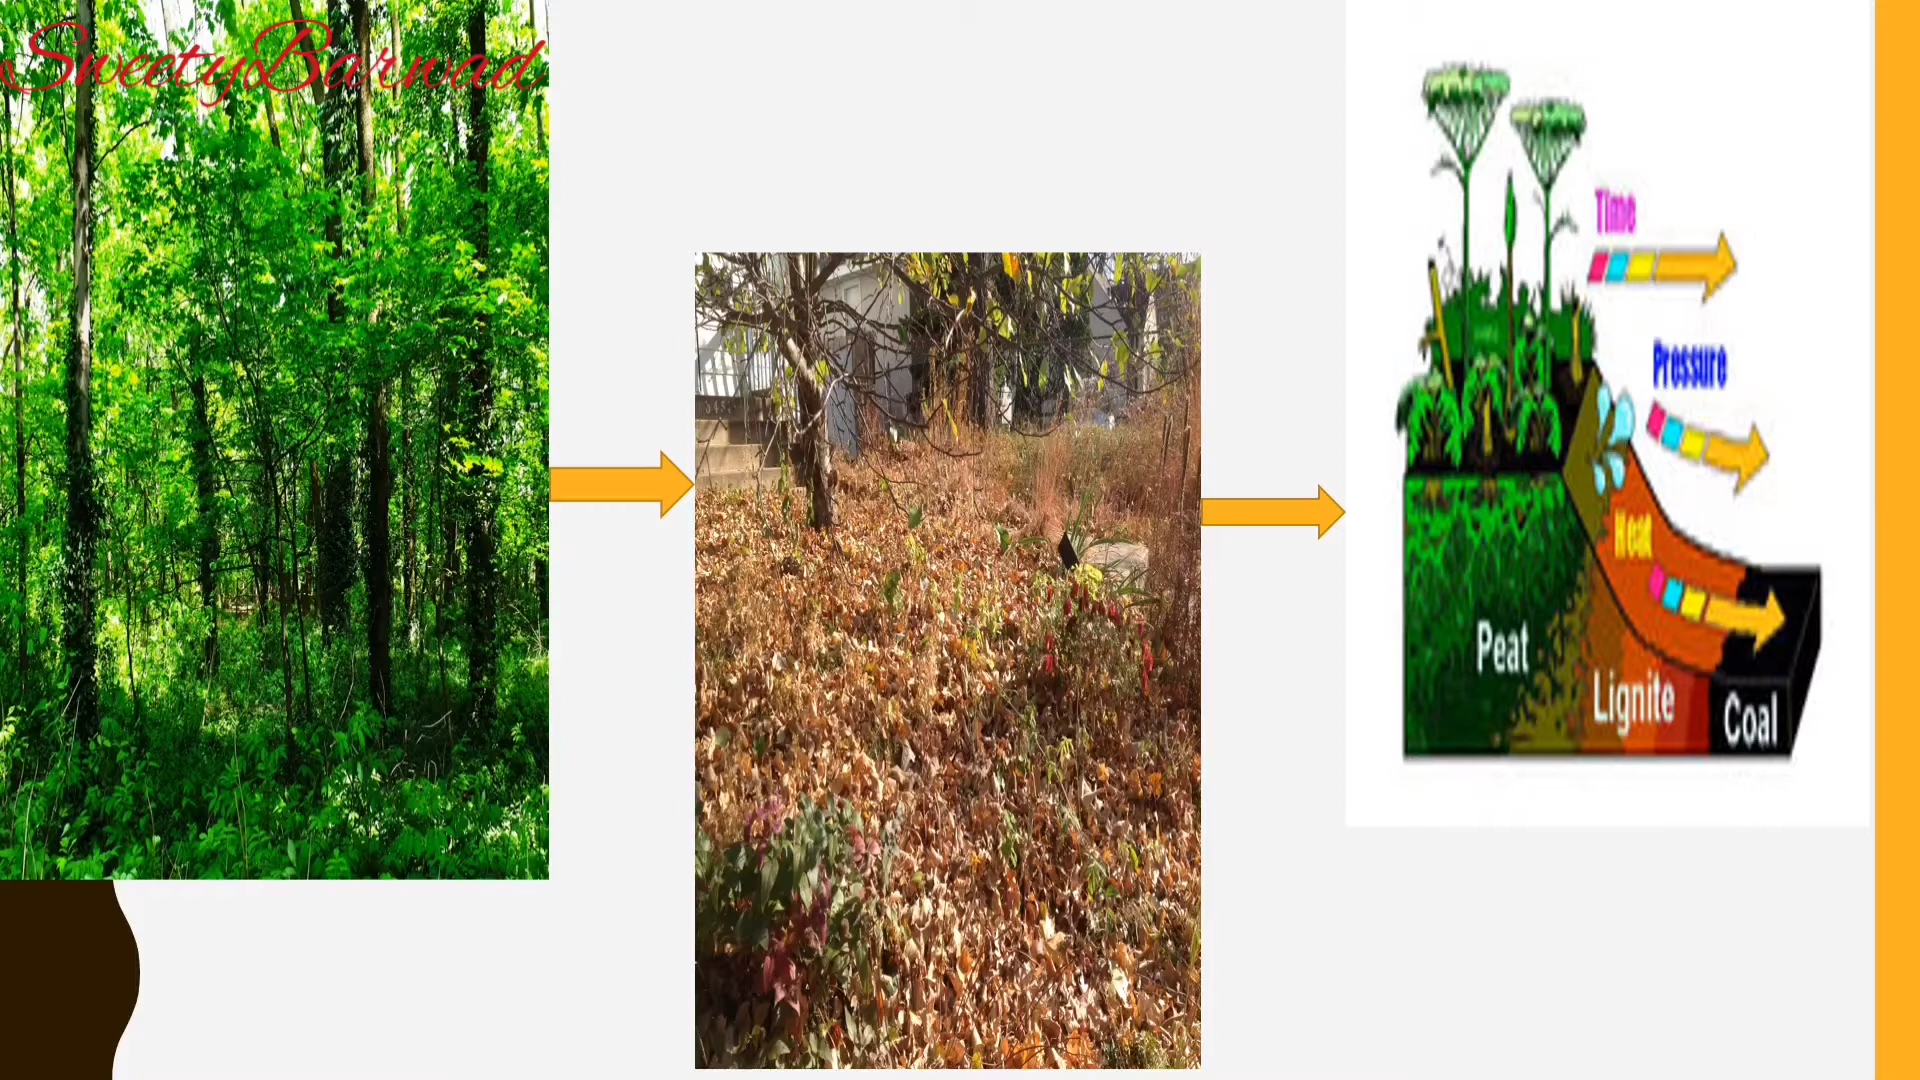 SweetyBarwad
Time
Pressure
Heat
Peat
Lignite
Coal